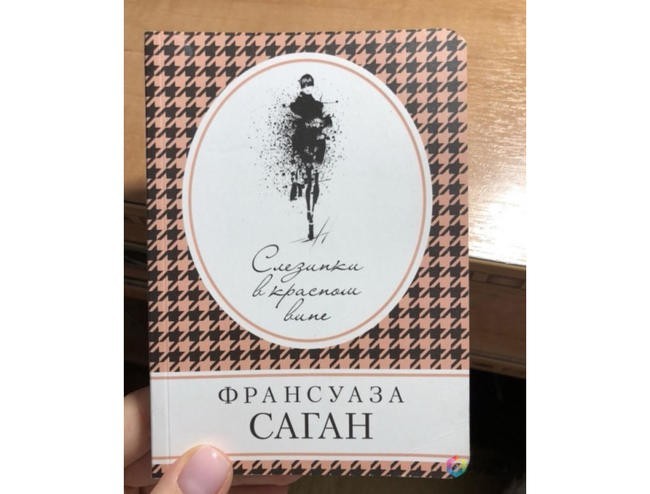 Слезинки
в красном
вине
ФРАНСУАЗА
САГАН